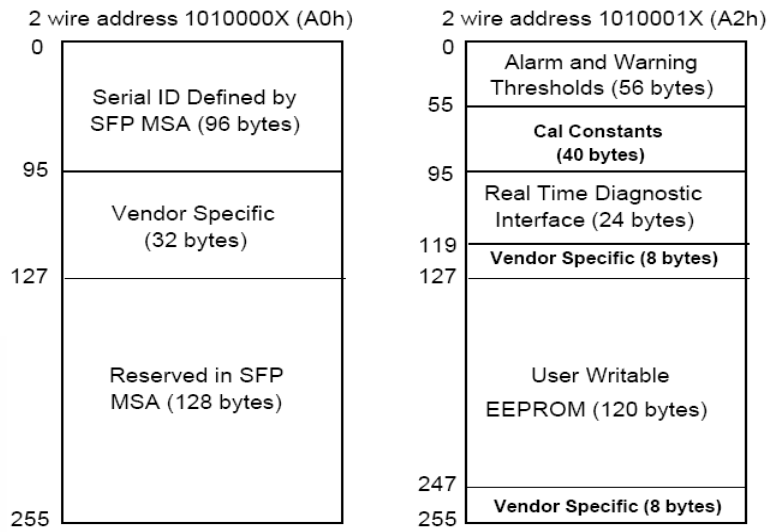 2 wire address 1010000X (A0h)
0
Serial ID Defined by
SFP MSA (96 bytes)
95
Vendor Specific
(32 bytes)
127
Reserved in SFP
MSA (128 bytes)
255
2 wire address 1010001X (A2h)
0
Alarm and Warning
Thresholds (56 bytes)
55
Cal Constants
(40 bytes)
95
Real Time Diagnostic
Interface (24 bytes)
119
Vendor Specific (8 bytes)
127
User Writable
EEPROM (120 bytes)
247
Vendor Specific (8 bytes)
255